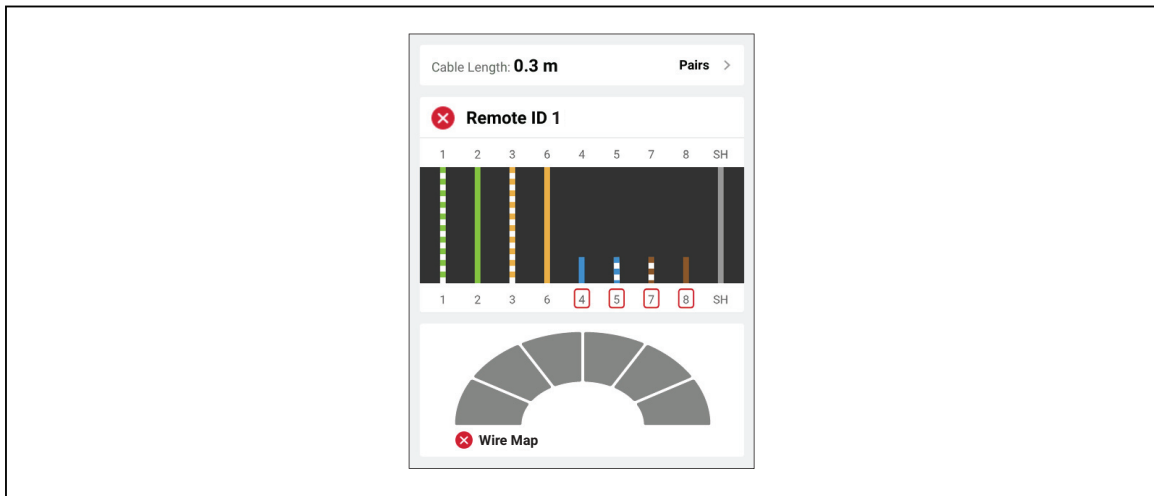 Cable Length: 0.3 m Pairs >
Remote ID 1
1 2 3 6 4 5 7 8 SH
1 2 3 6 4 5 7 8 SH
Wire Map